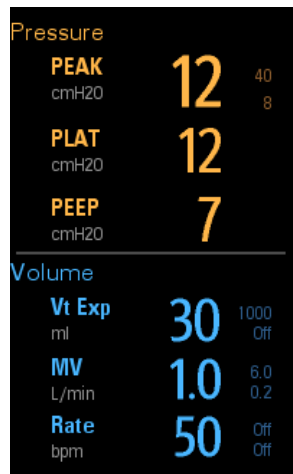 Pressure
PEAK 12 40
cmH2O 8
PLAT 12
cmH2O
PEEP 7
cmH2O
Volume
Vt Exp 30 1000
ml Off
MV 1.0 6.0
L/min 0.2
Rate 50 Off
bpm Off